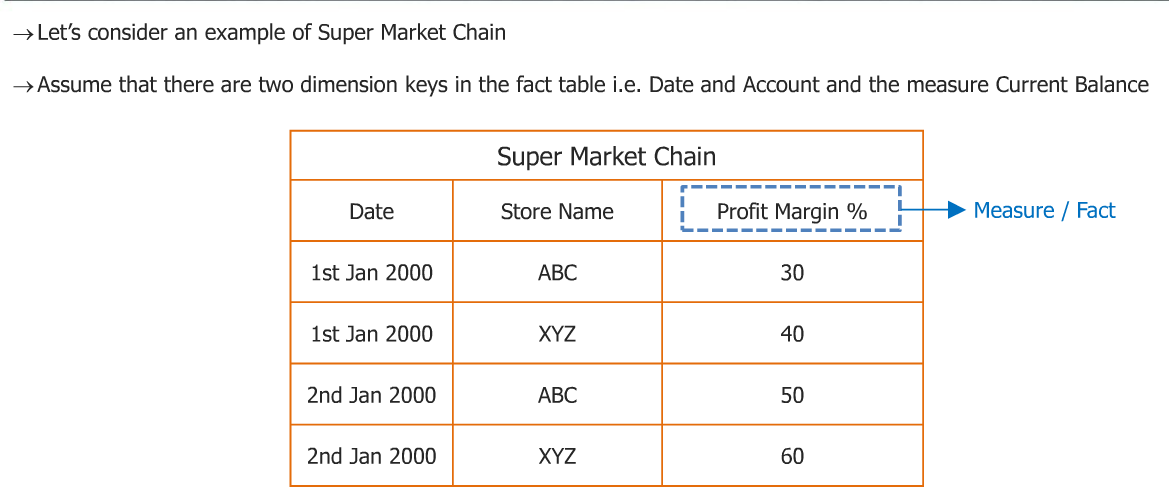 →Let's consider an example of Super Market Chain
→Assume that there are two dimension keys in the fact table i.e. Date and Account and the measure Current Balance
Super Market Chain
Date Store Name Profit Margin % Measure / Fact
1st Jan 2000 ABC 30
1st Jan 2000 XYZ 40
2nd Jan 2000 ABC 50
2nd Jan 2000 XYZ 60